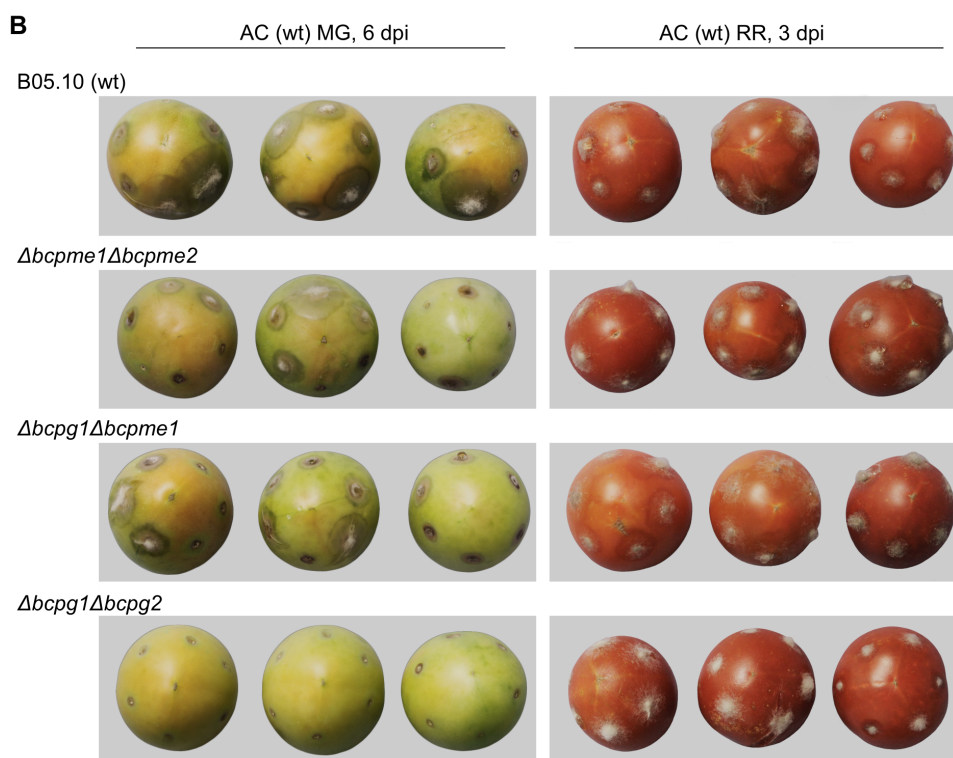 B
AC (wt) MG, 6 dpi
AC (wt) RR, 3 dpi
B05.10 (wt)
Δbcpme1Δbcpme2
Δbcpg1Δbcpme1
Δbcpg1Δbcpg2